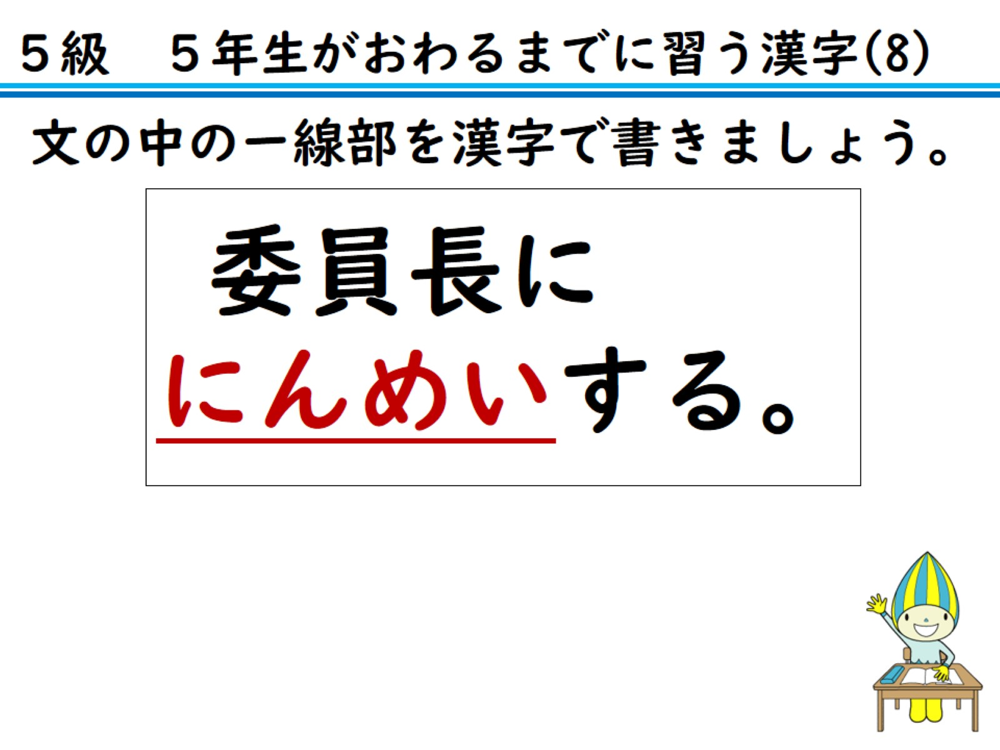 ５級　５年生がおわるまでに習う漢字(8)
文の中の一線部を漢字で書きましょう。
委員長に
にんめいする。